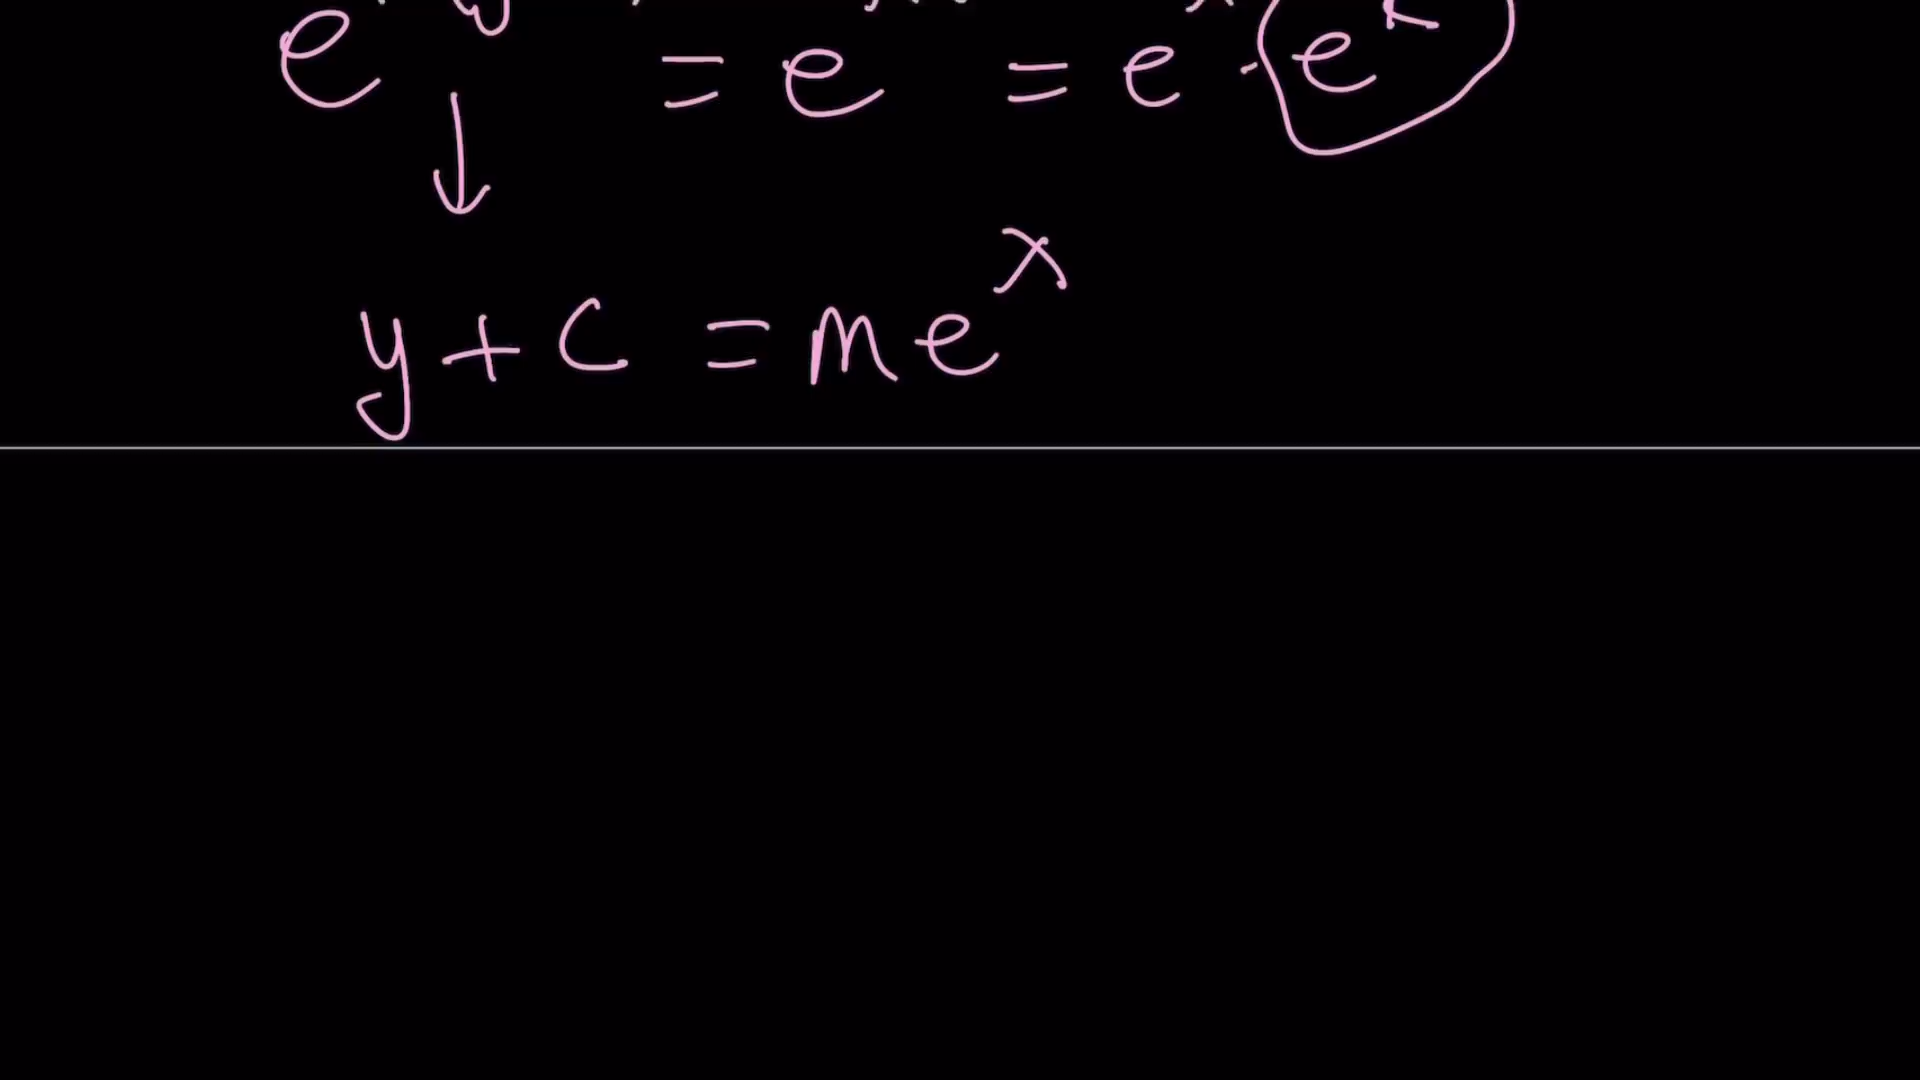 e = e = e · e^k
y + c = me^x